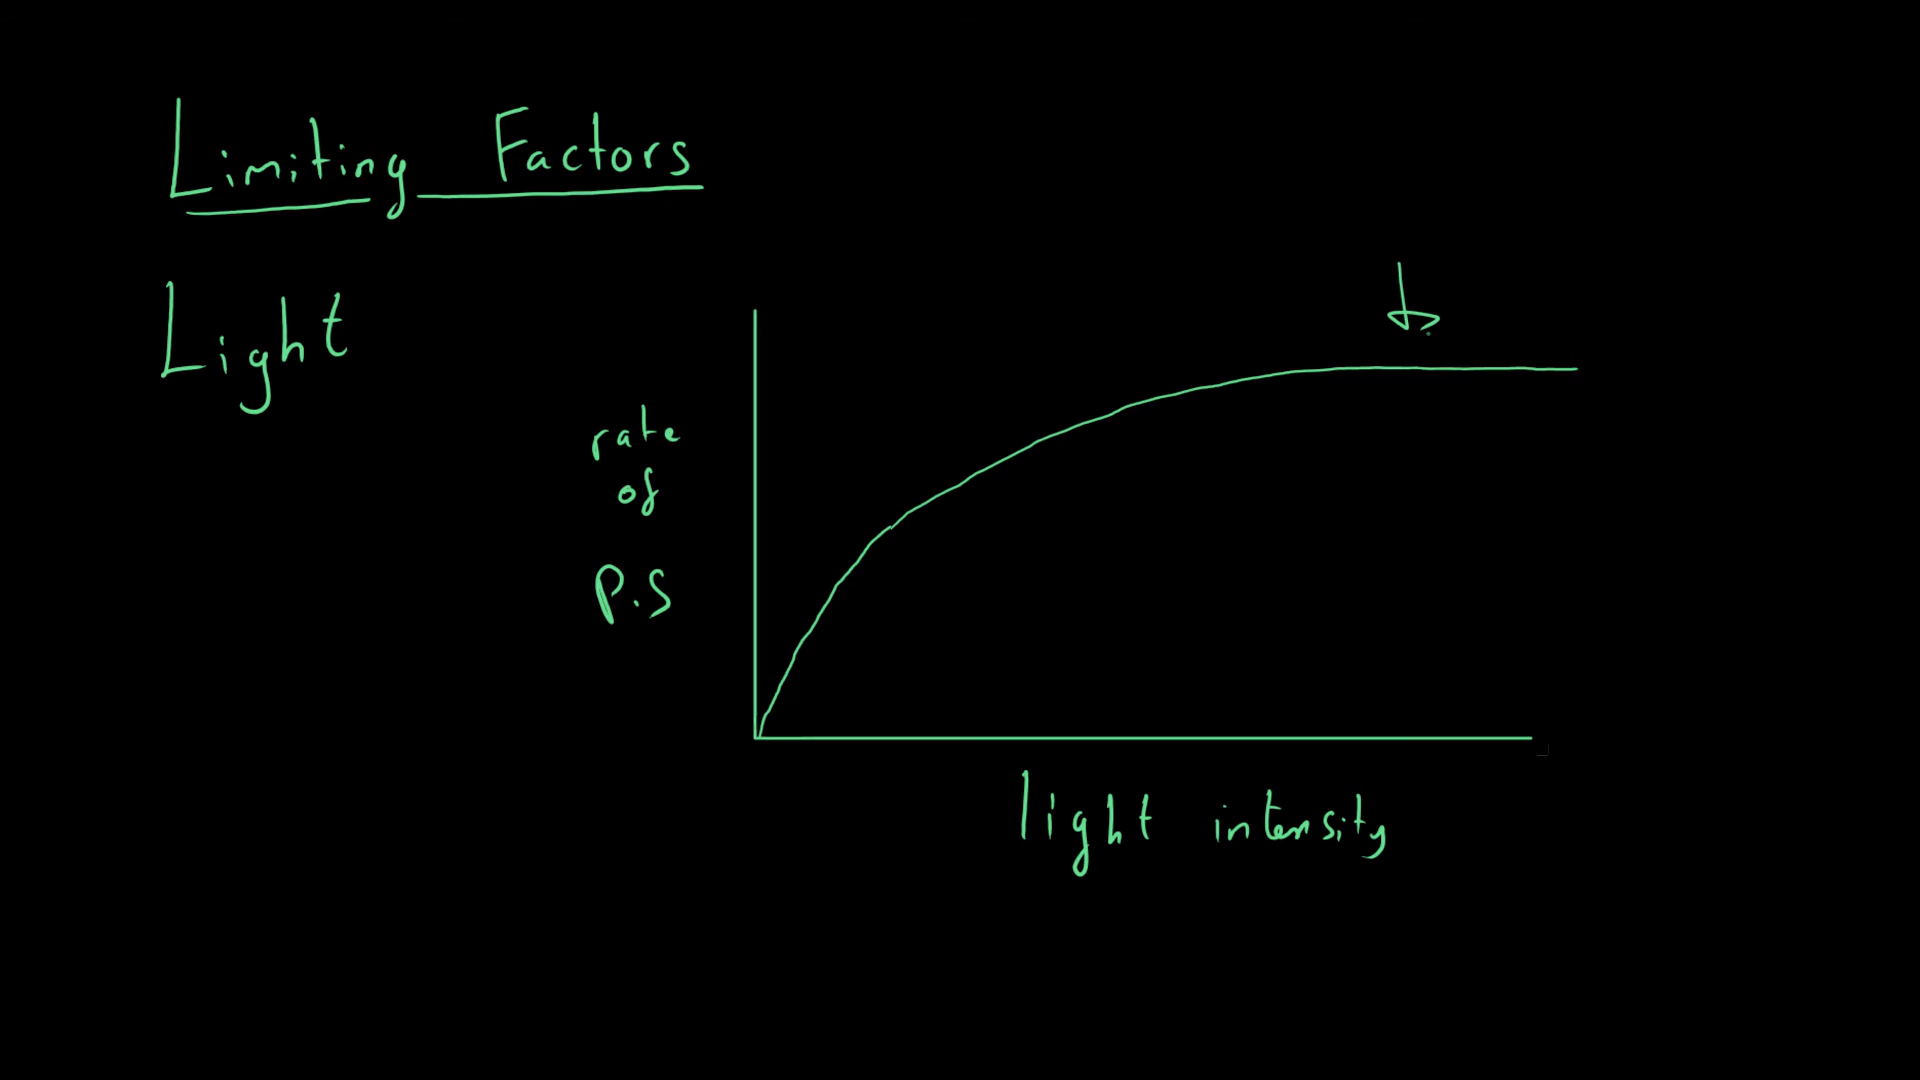 Limiting Factors
Light
rate
of
P.S
light intensity